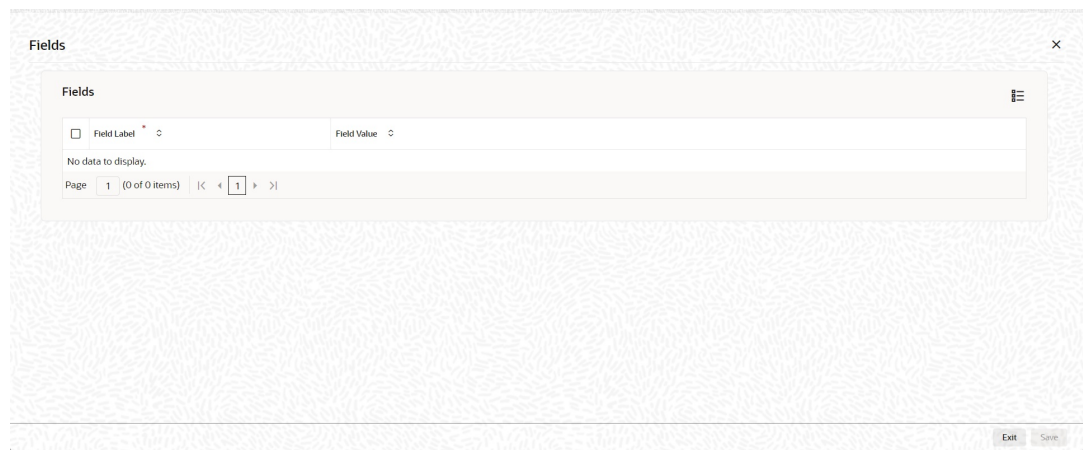 Fields
Fields
Field Label * Field Value
No data to display.
Page 1 (0 of 0 items) 1
Exit Save